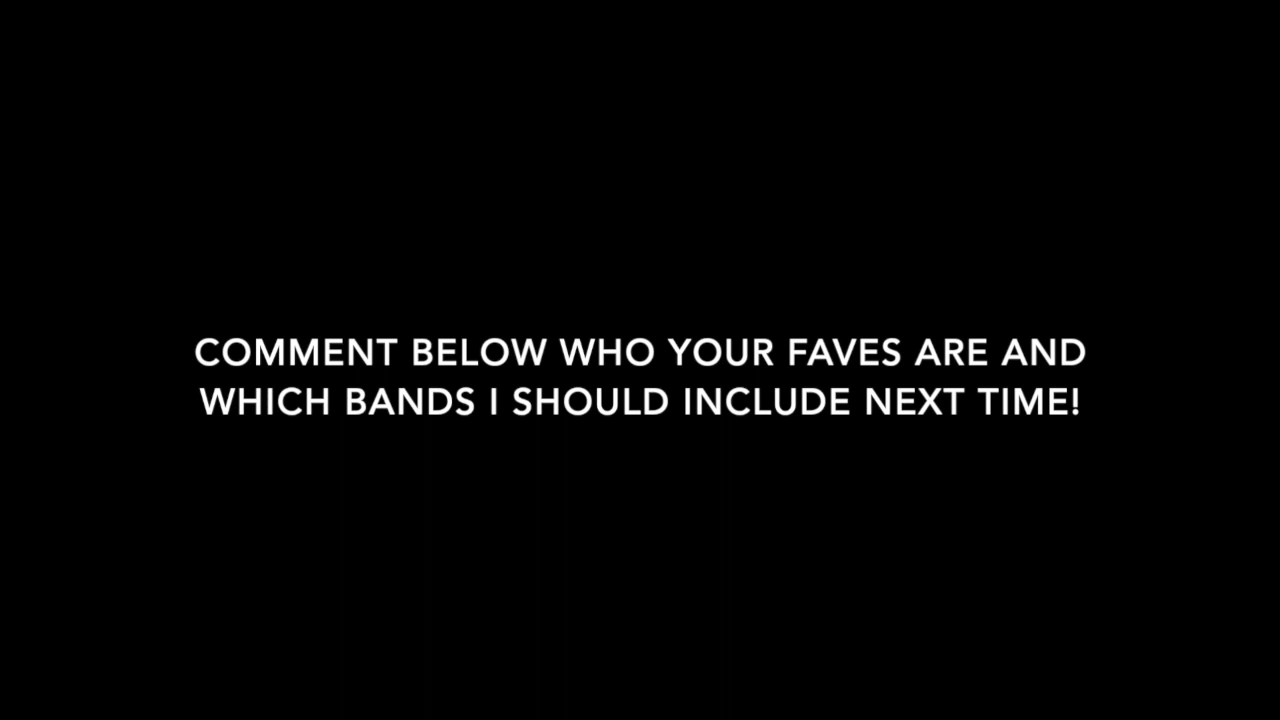 COMMENT BELOW WHO YOUR FAVES ARE AND
WHICH BANDS I SHOULD INCLUDE NEXT TIME!